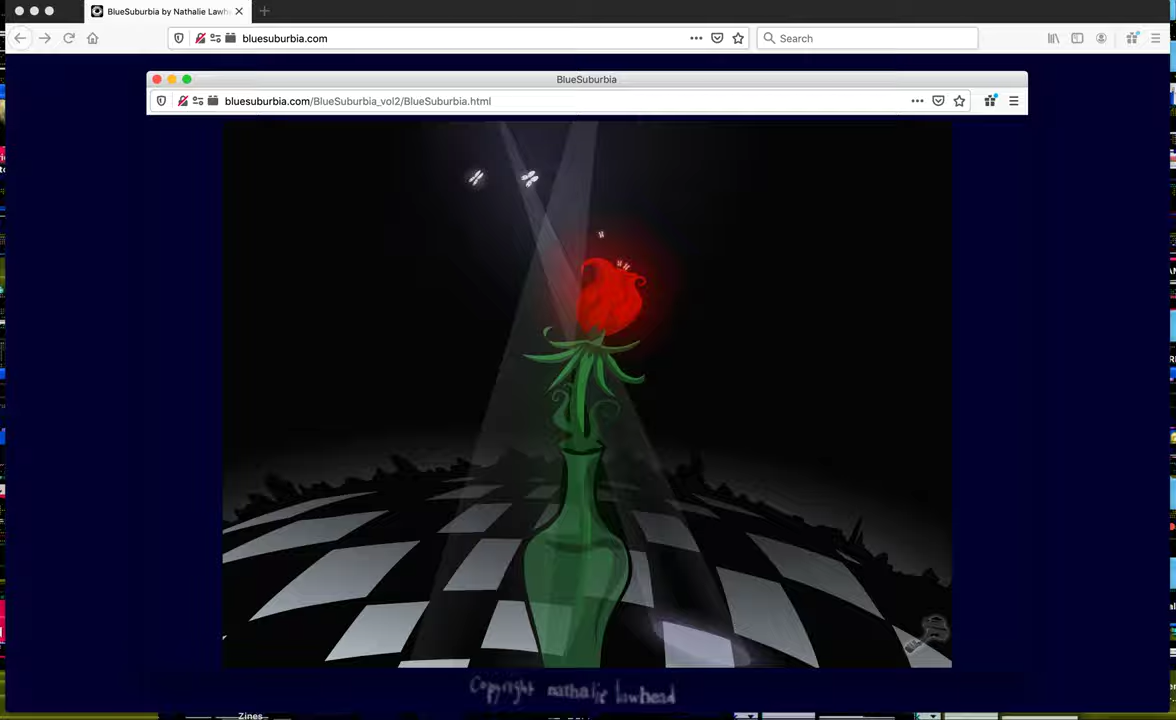 BlueSuburbia by Nathalie Lawh
bluesuburbia.com
Search
BlueSuburbia
bluesuburbia.com/BlueSuburbia_vol2/BlueSuburbia.html
Copyright nathalie lawhead
Zines